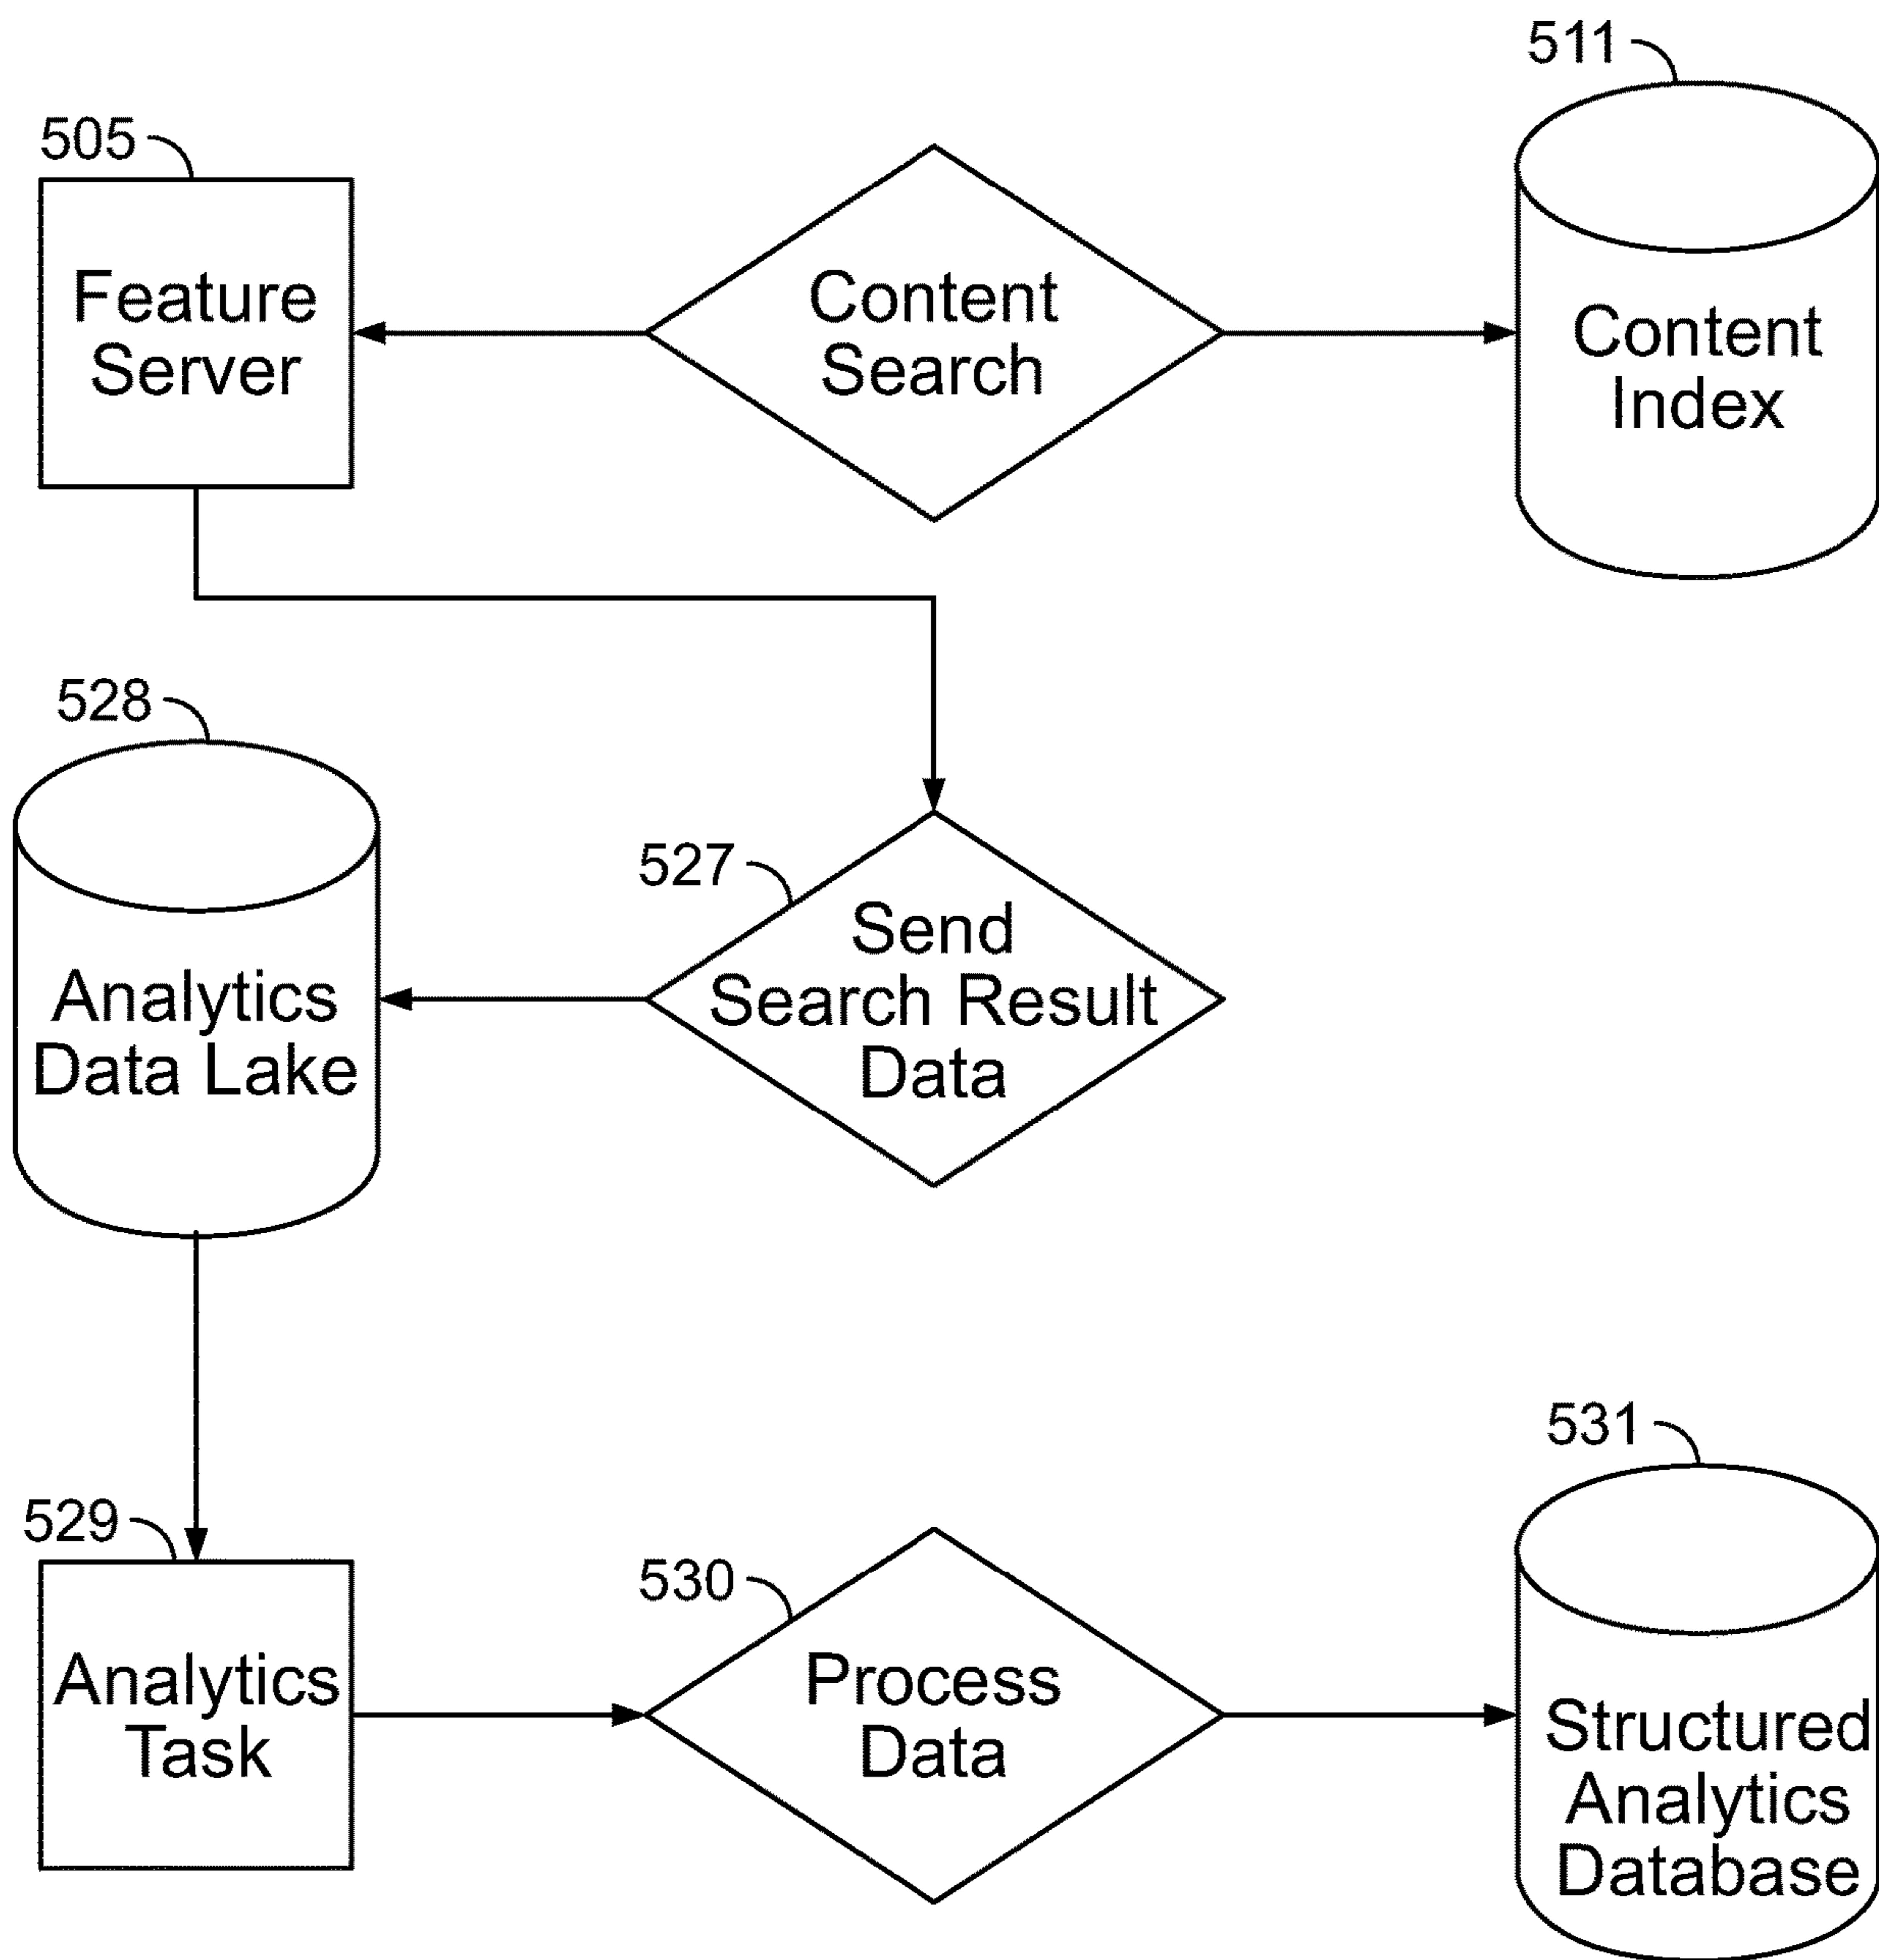 511
505
Feature
Server
Content
Search
Content
Index
528
527
Send
Search Result
Data
Analytics
Data Lake
531
529
530
Analytics
Task
Process
Data
Structured
Analytics
Database